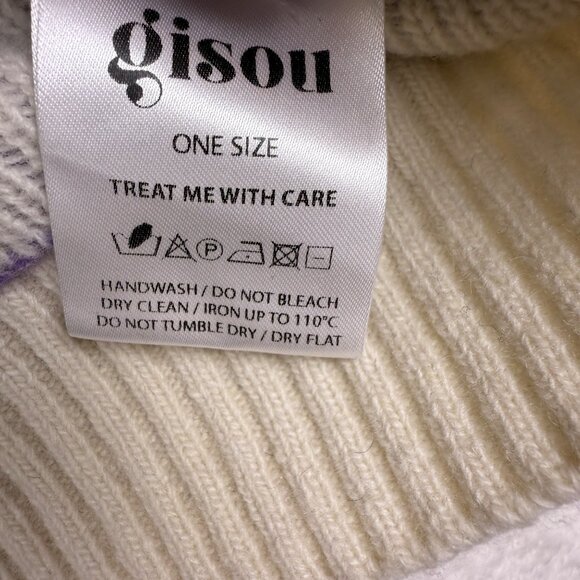 gisou
ONE SIZE
TREAT ME WITH CARE
P
HANDWASH / DO NOT BLEACH
DRY CLEAN / IRON UP TO 110°C
DO NOT TUMBLE DRY / DRY FLAT